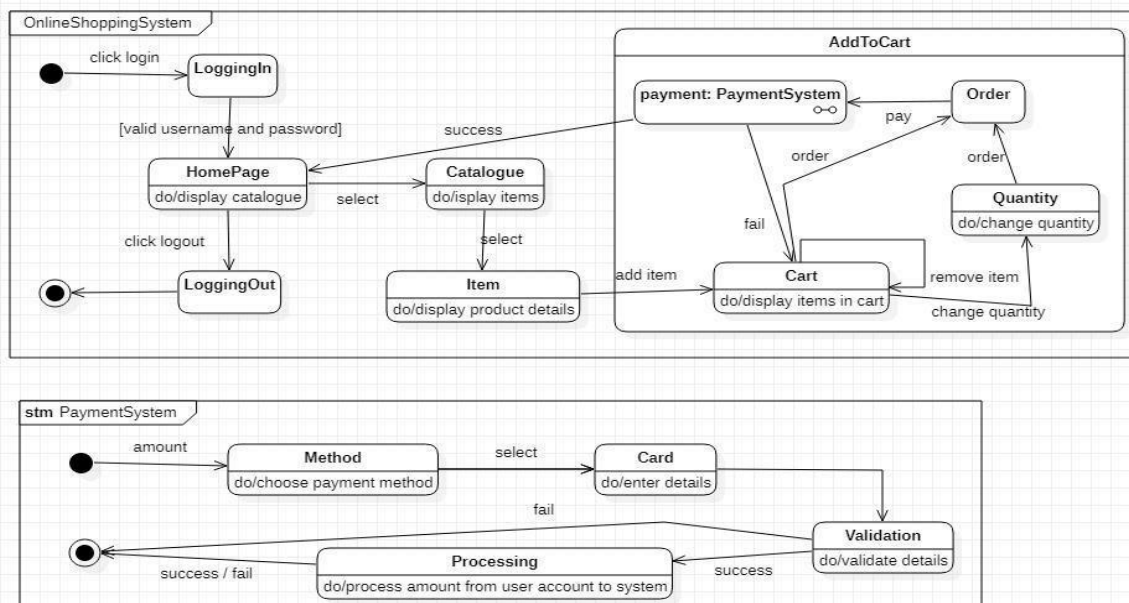 OnlineShoppingSystem
click login
LoggingIn
[valid username and password]
HomePage
do/display catalogue
click logout
LoggingOut
success
select
Catalogue
do/isplay items
select
Item
do/display product details
add item
AddToCart
payment: PaymentSystem
Order
pay
order
order
Quantity
do/change quantity
fail
Cart
do/display items in cart
remove item
change quantity
stm PaymentSystem
amount
Method
do/choose payment method
select
Card
do/enter details
fail
Validation
do/validate details
success
Processing
do/process amount from user account to system
success / fail